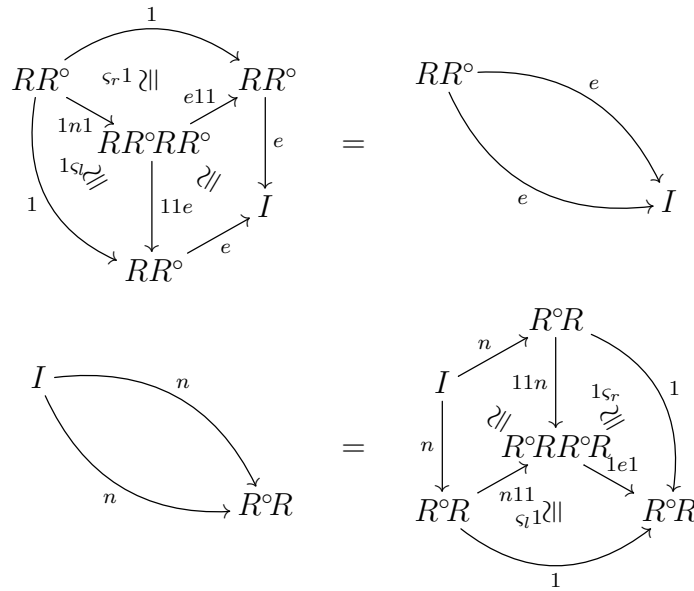 1
RR° ς_r1 ≅ RR° RR°
e11 e
1n1 e
RR°RR° =
1ς_l ≅ ≅
1 11e I e I
e
RR°
R°R
n 1
I n I 11n 1ς_r
≅ ≅
= n R°RR°R
n 1e1
R°R R°R n11 R°R
ς_l1 ≅
1